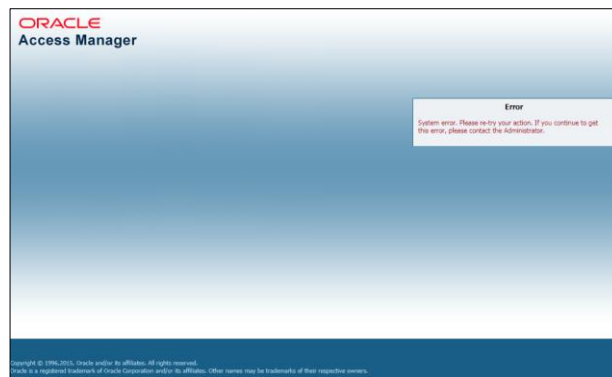 ORACLE
Access Manager
Error
System error. Please re-try your action. If you continue to get
this error, please contact the Administrator.
Copyright © 1996,2015, Oracle and/or its affiliates. All rights reserved.
Oracle is a registered trademark of Oracle Corporation and/or its affiliates. Other names may be trademarks of their respective owners.